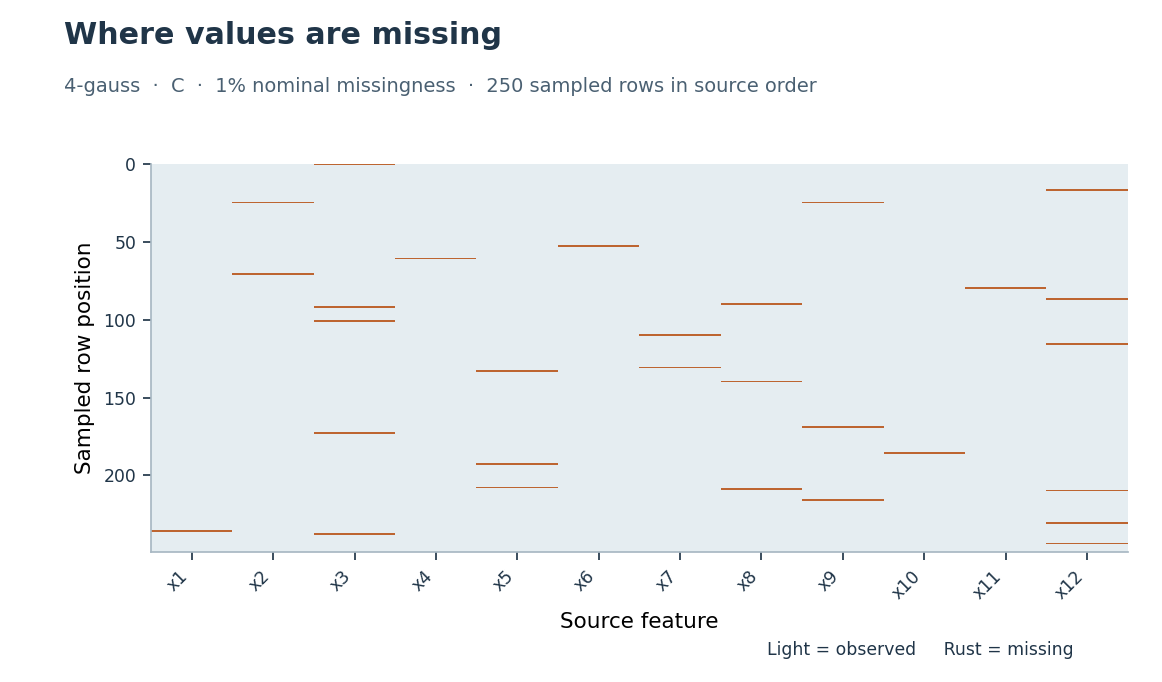 Where values are missing
4-gauss · C · 1% nominal missingness · 250 sampled rows in source order
0
50
100
150
200
Sampled row position
x1 x2 x3 x4 x5 x6 x7 x8 x9 x10 x11 x12
Source feature
Light = observed Rust = missing